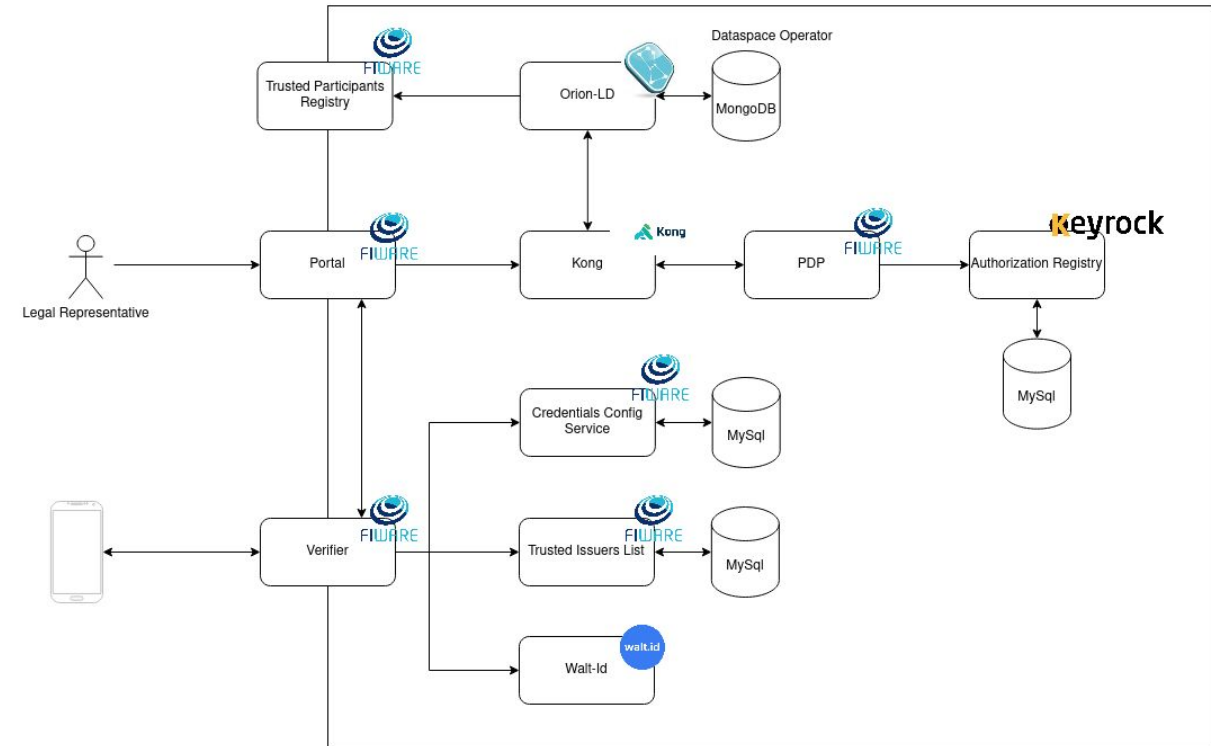 Dataspace Operator
FIWARE
Trusted Participants
Registry
Orion-LD
MongoDB
Legal Representative
FIWARE
Portal
Kong
Kong
FIWARE
PDP
Keyrock
Authorization Registry
MySql
FIWARE
Credentials Config
Service
MySql
FIWARE
Verifier
FIWARE
Trusted Issuers List
MySql
walt.id
Walt-Id